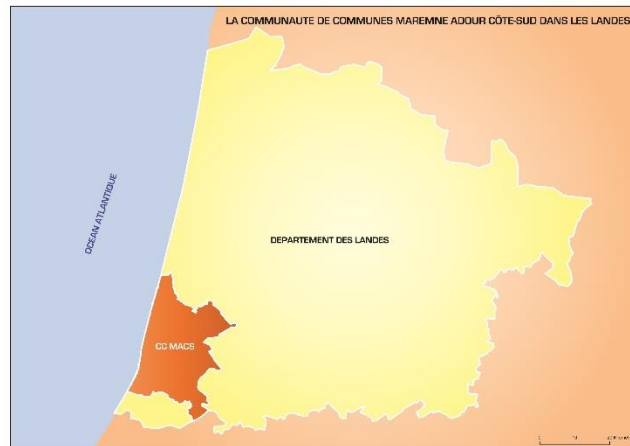 LA COMMUNAUTE DE COMMUNES MAREMNE ADOUR CÔTE-SUD DANS LES LANDES
OCEAN ATLANTIQUE
DEPARTEMENT DES LANDES
CC MACS